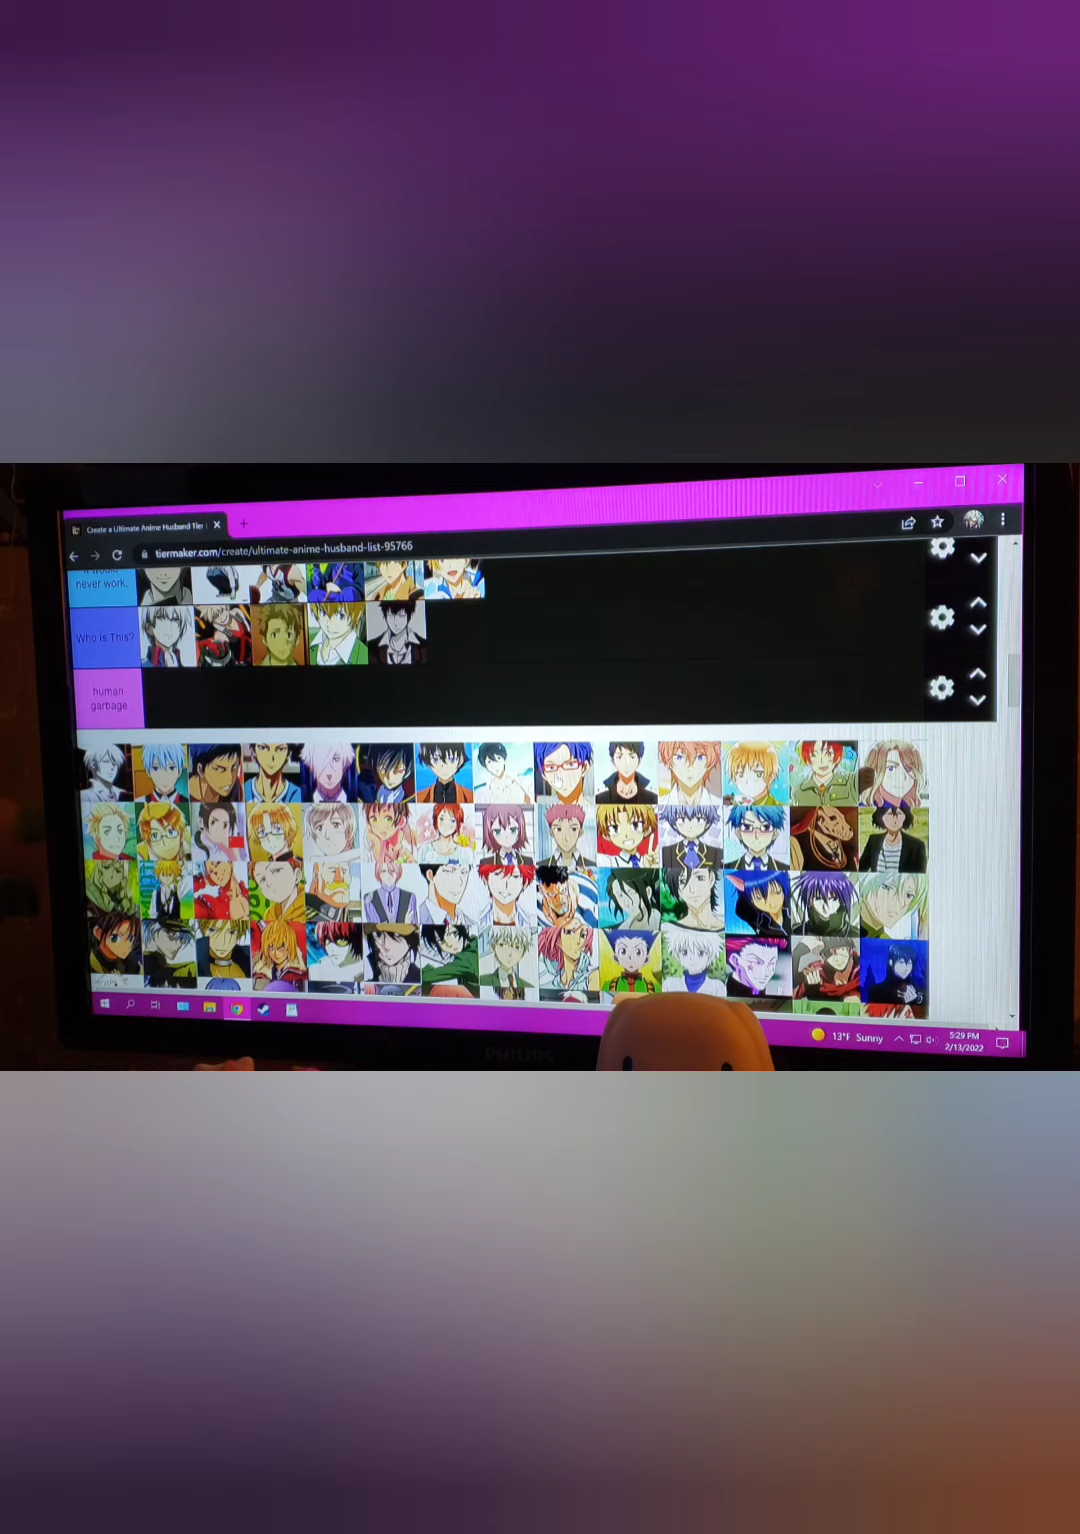 Create a Ultimate Anime Husband Tier
tiermaker.com/create/ultimate-anime-husband-list-95766
never work.
Who is This?
human
garbage
13°F Sunny
5:29 PM
2/13/2022
PHILIPS